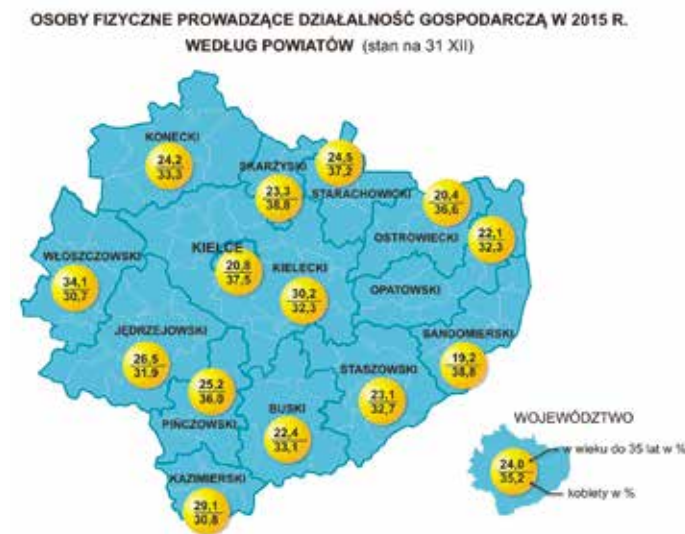 OSOBY FIZYCZNE PROWADZĄCE DZIAŁALNOŚĆ GOSPODARCZĄ W 2015 R.
WEDŁUG POWIATÓW (stan na 31 XII)
KONECKI
24,2
33,3
SKARŻYSKI
23,3
38,8
24,5
37,2
STARACHOWICKI
20,4
36,6
OSTROWIECKI
22,1
32,3
OPATOWSKI
WŁOSZCZOWSKI
34,1
30,7
KIELCE
20,8
37,5
KIELECKI
30,2
32,3
JĘDRZEJOWSKI
26,5
31,9
25,2
36,0
PIŃCZOWSKI
BUSKI
22,4
33,1
STASZOWSKI
23,1
32,7
SANDOMIERSKI
19,2
38,8
KAZIMIERSKI
29,1
30,8
WOJEWÓDZTWO
24,0
35,2
w wieku do 35 lat w %
kobiety w %